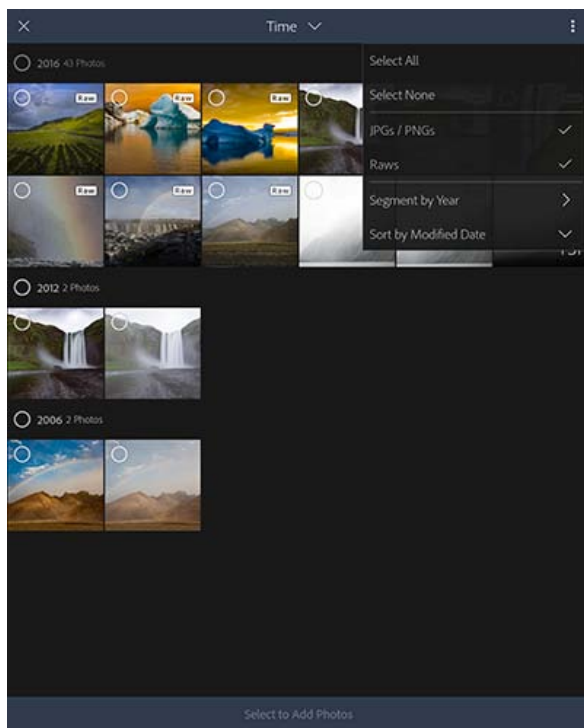 Time
2016 43 Photos
Select All
Select None
JPGs / PNGs
Raws
Segment by Year
Sort by Modified Date
Raw
Raw
Raw
Raw
Raw
Raw
2012 2 Photos
2006 2 Photos
Select to Add Photos